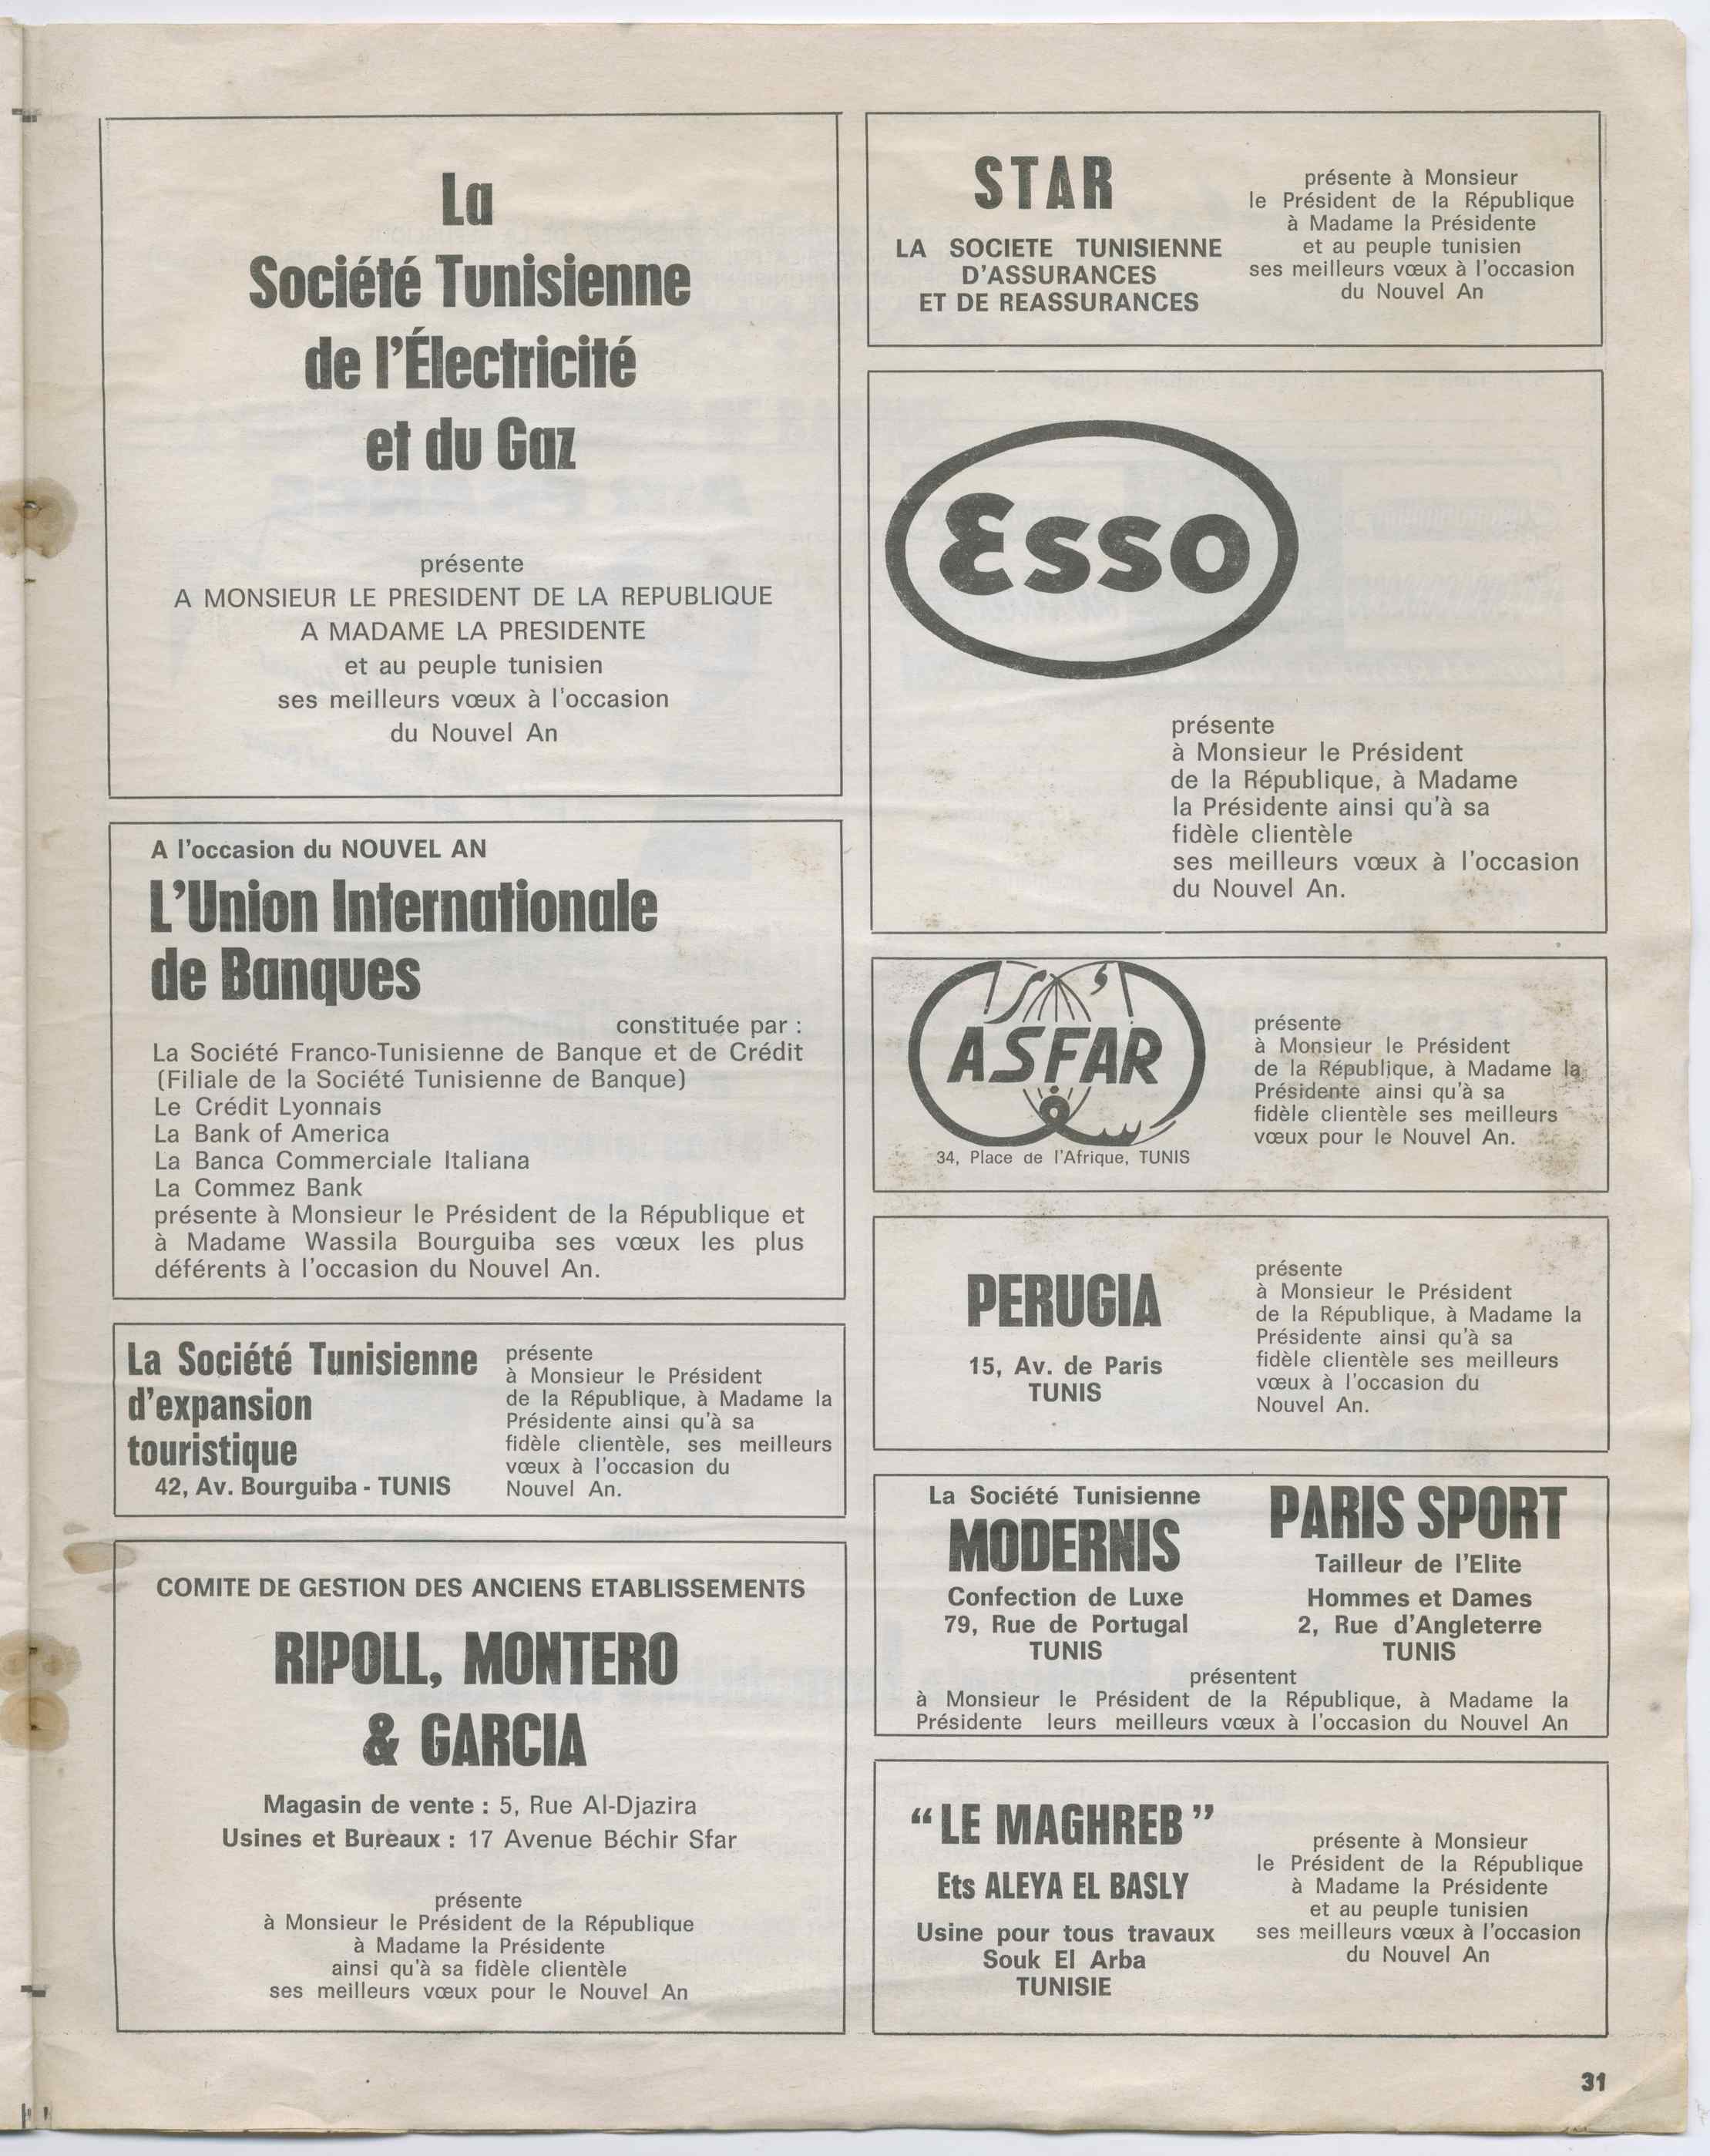 La
Société Tunisienne
de l'Électricité
et du Gaz
présente
A MONSIEUR LE PRESIDENT DE LA REPUBLIQUE
A MADAME LA PRESIDENTE
et au peuple tunisien
ses meilleurs vœux à l'occasion
du Nouvel An
A l'occasion du NOUVEL AN
L'Union Internationale
de Banques
constituée par :
La Société Franco-Tunisienne de Banque et de Crédit
(Filiale de la Société Tunisienne de Banque)
Le Crédit Lyonnais
La Bank of America
La Banca Commerciale Italiana
La Commez Bank
présente à Monsieur le Président de la République et
à Madame Wassila Bourguiba ses vœux les plus
déférents à l'occasion du Nouvel An.
La Société Tunisienne
d'expansion
touristique
42, Av. Bourguiba - TUNIS
présente
à Monsieur le Président
de la République, à Madame la
Présidente ainsi qu'à sa
fidèle clientèle, ses meilleurs
vœux à l'occasion du
Nouvel An.
COMITE DE GESTION DES ANCIENS ETABLISSEMENTS
RIPOLL, MONTERO
& GARCIA
Magasin de vente : 5, Rue Al-Djazira
Usines et Bureaux : 17 Avenue Béchir Sfar
présente
à Monsieur le Président de la République
à Madame la Présidente
ainsi qu'à sa fidèle clientèle
ses meilleurs vœux pour le Nouvel An
STAR
LA SOCIETE TUNISIENNE
D'ASSURANCES
ET DE REASSURANCES
présente à Monsieur
le Président de la République
à Madame la Présidente
et au peuple tunisien
ses meilleurs vœux à l'occasion
du Nouvel An
Esso
présente
à Monsieur le Président
de la République, à Madame
la Présidente ainsi qu'à sa
fidèle clientèle
ses meilleurs vœux à l'occasion
du Nouvel An.
ASFAR
34, Place de l'Afrique, TUNIS
présente
à Monsieur le Président
de la République, à Madame la
Présidente ainsi qu'à sa
fidèle clientèle ses meilleurs
vœux pour le Nouvel An.
PERUGIA
15, Av. de Paris
TUNIS
présente
à Monsieur le Président
de la République, à Madame la
Présidente ainsi qu'à sa
fidèle clientèle ses meilleurs
vœux à l'occasion du
Nouvel An.
La Société Tunisienne
MODERNIS
Confection de Luxe
79, Rue de Portugal
TUNIS
PARIS SPORT
Tailleur de l'Elite
Hommes et Dames
2, Rue d'Angleterre
TUNIS
présentent
à Monsieur le Président de la République, à Madame la
Présidente leurs meilleurs vœux à l'occasion du Nouvel An
“LE MAGHREB”
Ets ALEYA EL BASLY
Usine pour tous travaux
Souk El Arba
TUNISIE
présente à Monsieur
le Président de la République
à Madame la Présidente
et au peuple tunisien
ses meilleurs vœux à l'occasion
du Nouvel An
31